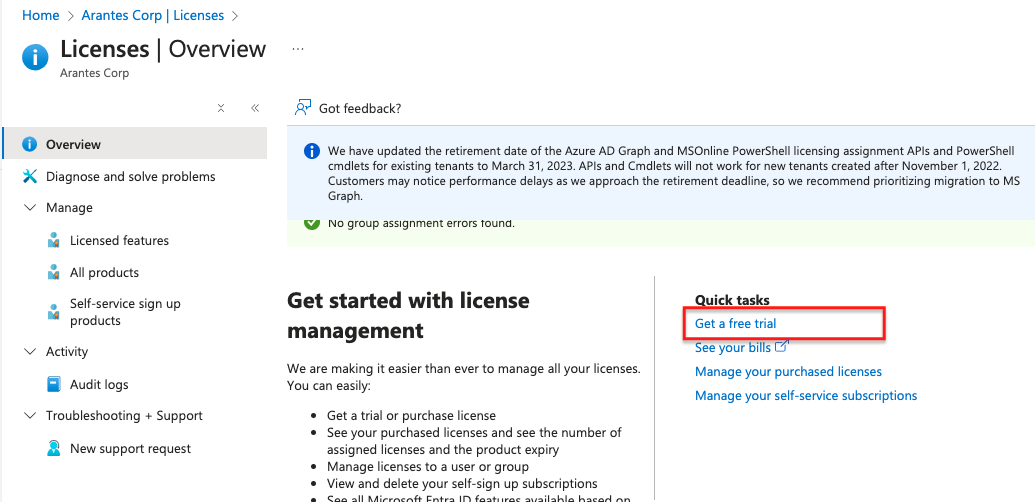 Home > Arantes Corp | Licenses >
Licenses | Overview ...
Arantes Corp
Overview
Diagnose and solve problems
Manage
Licensed features
All products
Self-service sign up
products
Activity
Audit logs
Troubleshooting + Support
New support request
Got feedback?
We have updated the retirement date of the Azure AD Graph and MSOnline PowerShell licensing assignment APIs and PowerShell
cmdlets for existing tenants to March 31, 2023. APIs and Cmdlets will not work for new tenants created after November 1, 2022.
Customers may notice performance delays as we approach the retirement deadline, so we recommend prioritizing migration to MS
Graph.
No group assignment errors found.
Get started with license
management
We are making it easier than ever to manage all your licenses.
You can easily:
• Get a trial or purchase license
• See your purchased licenses and see the number of
assigned licenses and the product expiry
• Manage licenses to a user or group
• View and delete your self-sign up subscriptions
• See all Microsoft Entra ID features available based on
Quick tasks
Get a free trial
See your bills
Manage your purchased licenses
Manage your self-service subscriptions